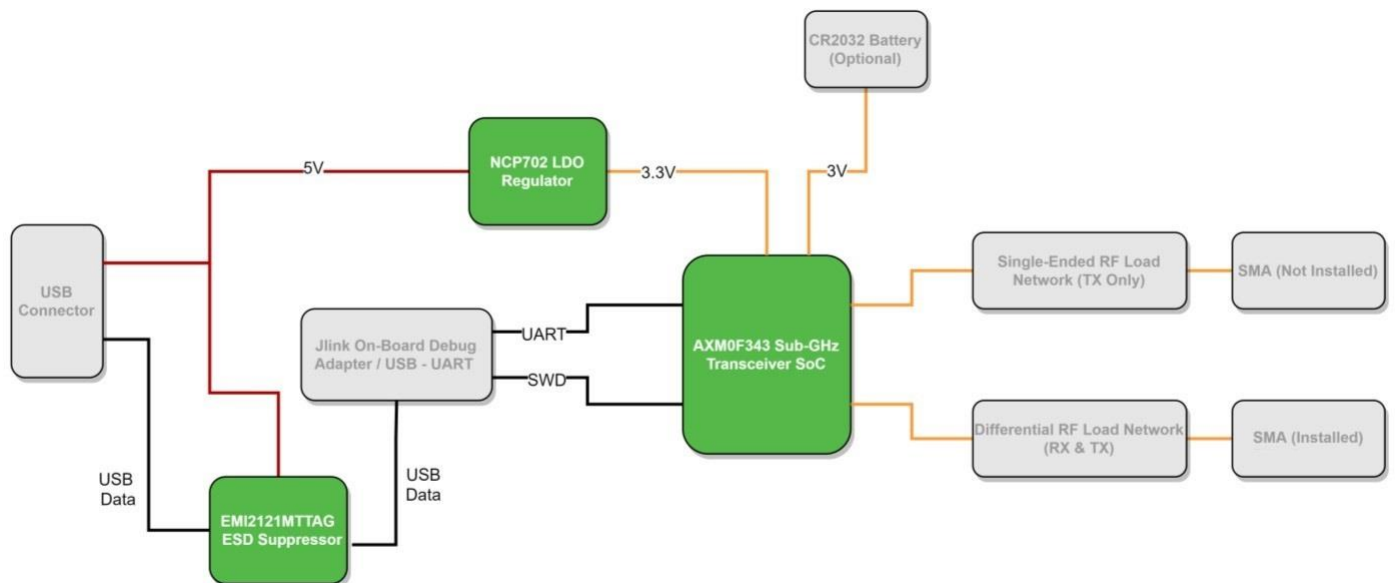 CR2032 Battery
(Optional)
NCP702 LDO
Regulator
5V
3.3V
3V
USB
Connector
Single-Ended RF Load
Network (TX Only)
SMA (Not Installed)
Jlink On-Board Debug
Adapter / USB - UART
UART
SWD
AXM0F343 Sub-GHz
Transceiver SoC
Differential RF Load Network
(RX & TX)
SMA (Installed)
USB
Data
USB
Data
EMI2121MTTAG
ESD Suppressor